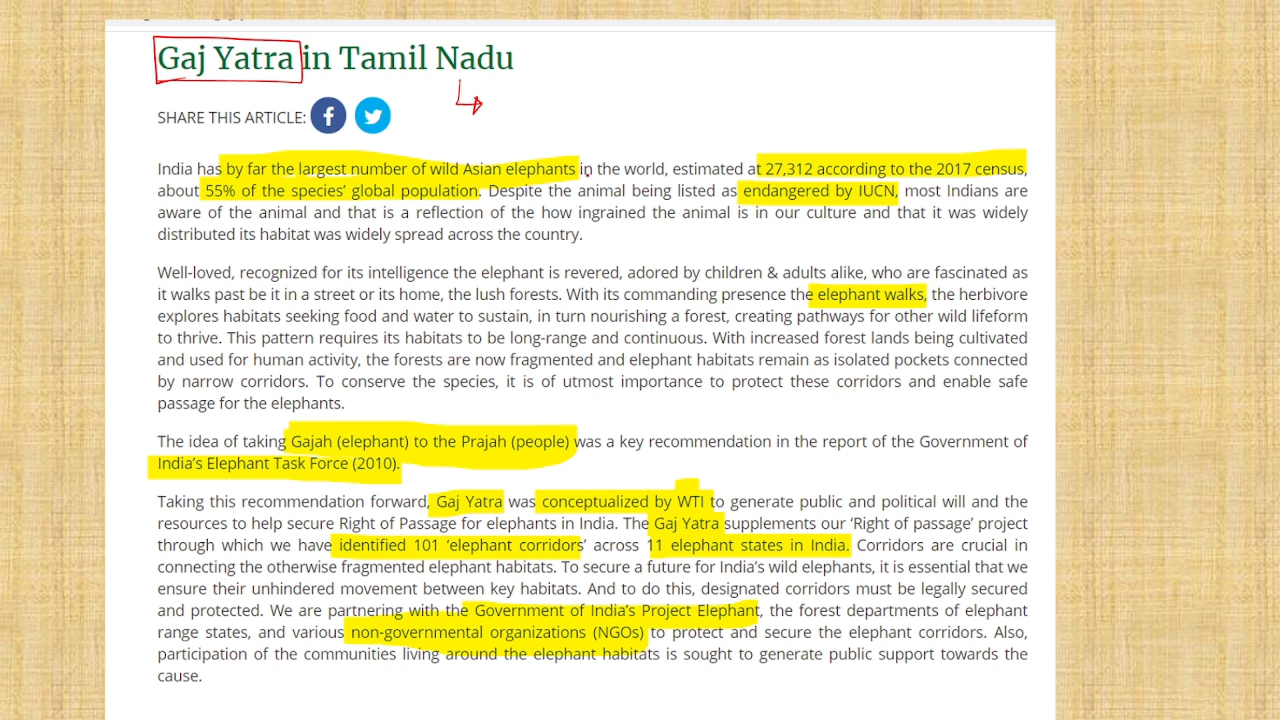 Gaj Yatra in Tamil Nadu
SHARE THIS ARTICLE:
India has by far the largest number of wild Asian elephants in the world, estimated at 27,312 according to the 2017 census,
about 55% of the species’ global population. Despite the animal being listed as endangered by IUCN, most Indians are
aware of the animal and that is a reflection of the how ingrained the animal is in our culture and that it was widely
distributed its habitat was widely spread across the country.
Well-loved, recognized for its intelligence the elephant is revered, adored by children & adults alike, who are fascinated as
it walks past be it in a street or its home, the lush forests. With its commanding presence the elephant walks, the herbivore
explores habitats seeking food and water to sustain, in turn nourishing a forest, creating pathways for other wild lifeform
to thrive. This pattern requires its habitats to be long-range and continuous. With increased forest lands being cultivated
and used for human activity, the forests are now fragmented and elephant habitats remain as isolated pockets connected
by narrow corridors. To conserve the species, it is of utmost importance to protect these corridors and enable safe
passage for the elephants.
The idea of taking Gajah (elephant) to the Prajah (people) was a key recommendation in the report of the Government of
India’s Elephant Task Force (2010).
Taking this recommendation forward, Gaj Yatra was conceptualized by WTI to generate public and political will and the
resources to help secure Right of Passage for elephants in India. The Gaj Yatra supplements our ‘Right of passage’ project
through which we have identified 101 ‘elephant corridors’ across 11 elephant states in India. Corridors are crucial in
connecting the otherwise fragmented elephant habitats. To secure a future for India’s wild elephants, it is essential that we
ensure their unhindered movement between key habitats. And to do this, designated corridors must be legally secured
and protected. We are partnering with the Government of India’s Project Elephant, the forest departments of elephant
range states, and various non-governmental organizations (NGOs) to protect and secure the elephant corridors. Also,
participation of the communities living around the elephant habitats is sought to generate public support towards the
cause.